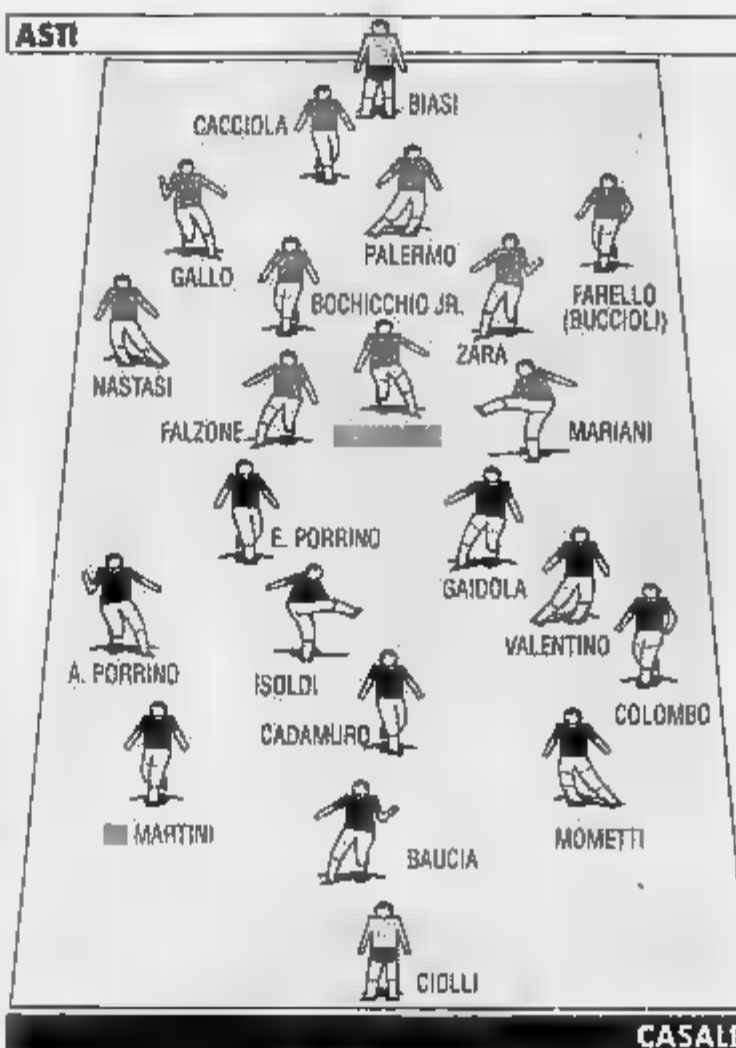 ASTI
BIASI
CACCIOLA
GALLO
PALERMO
FARELLO
(BUCCIOLI)
BOCHICCHIO JR.
ZARA
NASTASI
FALZONE
MARIANI
E. PORRINO
GAIDOLA
VALENTINO
A. PORRINO
ISOLDI
COLOMBO
CADAMURO
MARTINI
MOMETTI
BAUCIA
CIOLLI
CASALE